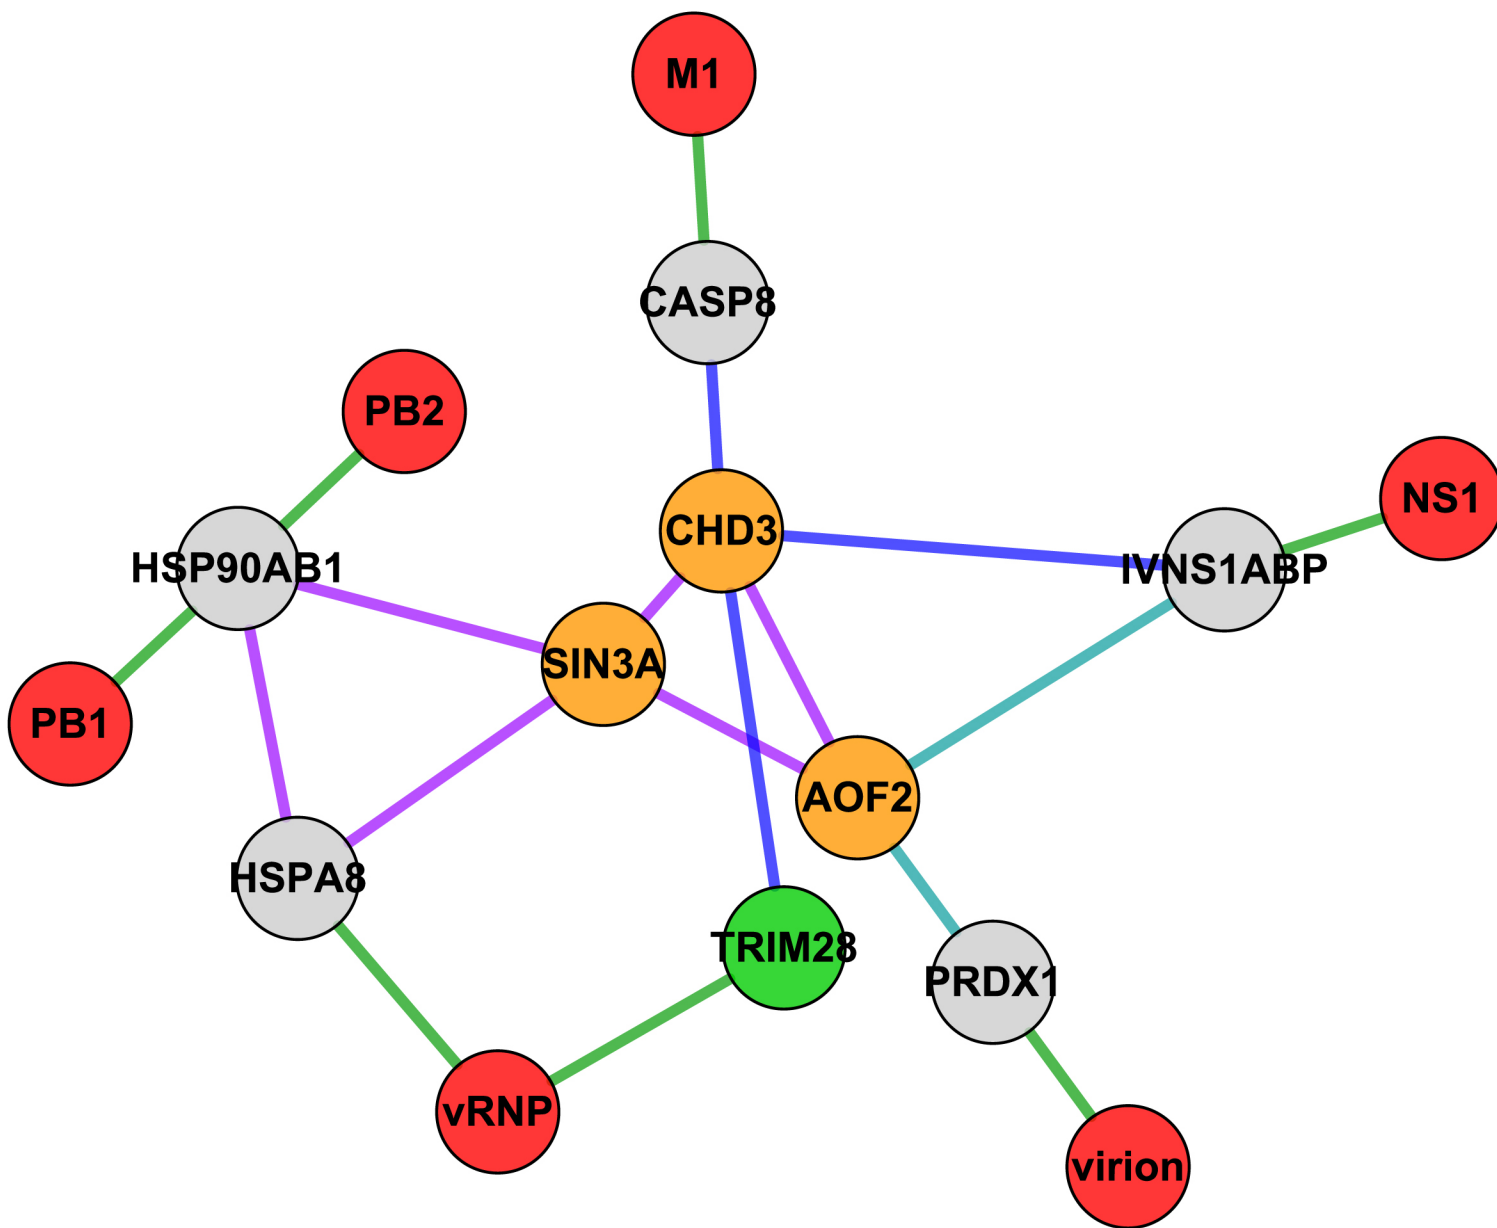 M1
CASP8
PB2
NS1
CHD3
HSP90AB1
IVNS1ABP
SIN3A
PB1
AOF2
HSPA8
TRIM28
PRDX1
vRNP
virion